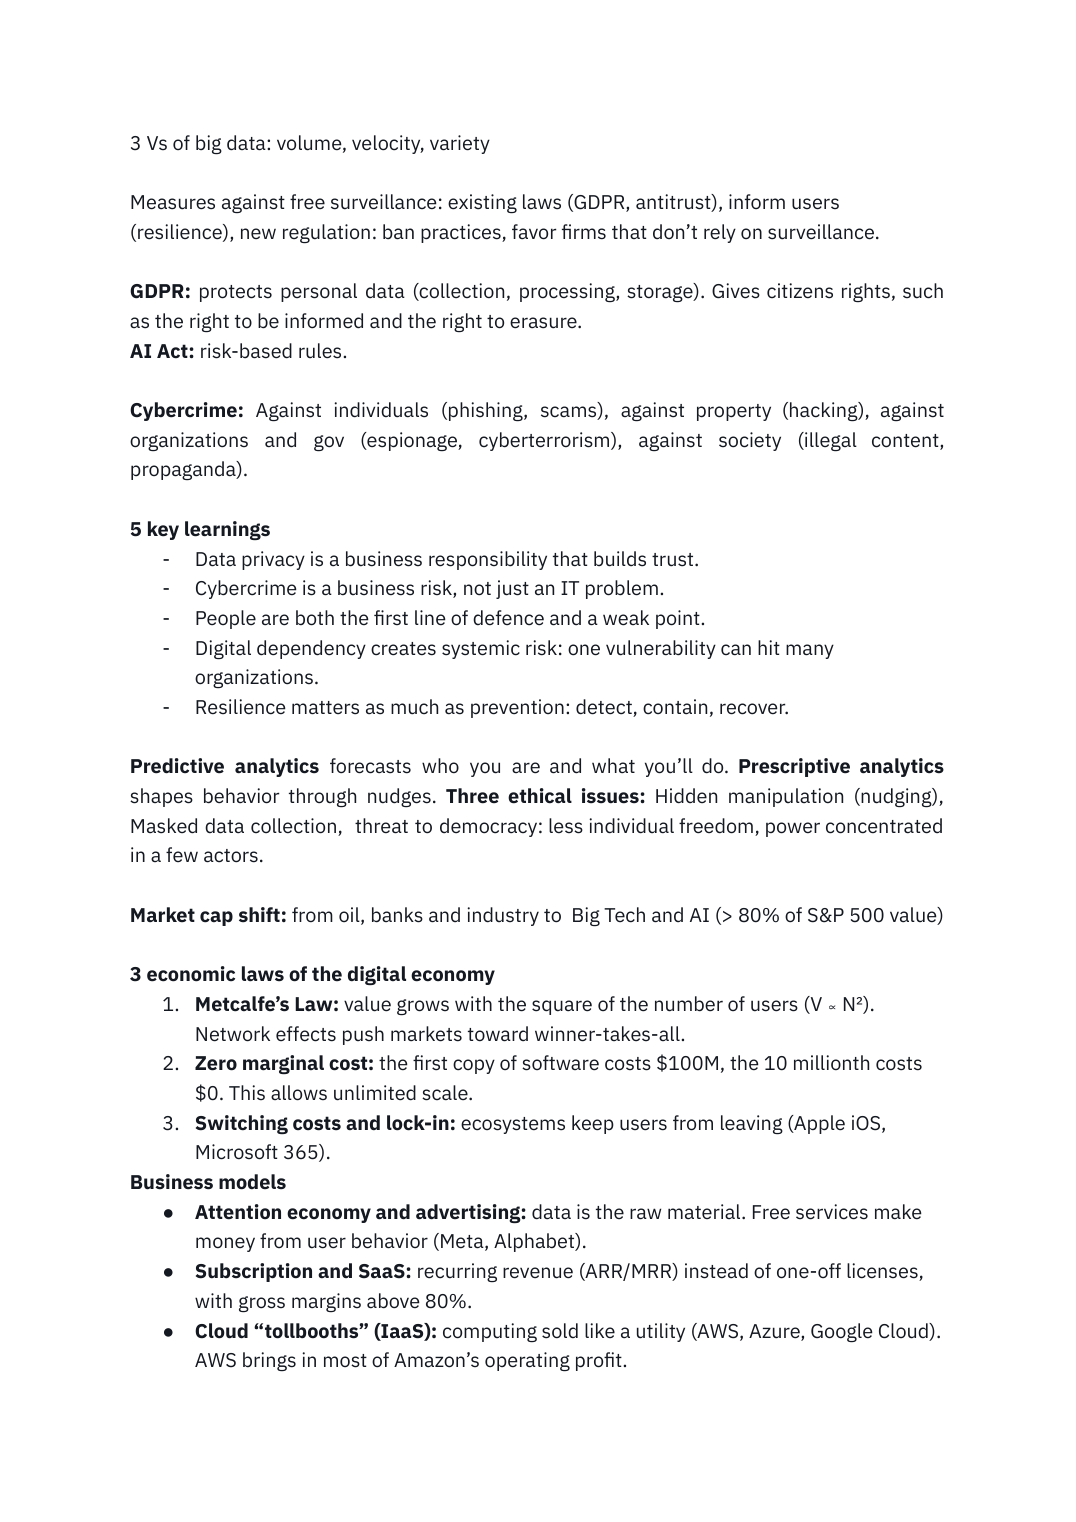 3 Vs of big data: volume, velocity, variety
Measures against free surveillance: existing laws (GDPR, antitrust), inform users
(resilience), new regulation: ban practices, favor firms that don’t rely on surveillance.
GDPR: protects personal data (collection, processing, storage). Gives citizens rights, such
as the right to be informed and the right to erasure.
AI Act: risk-based rules.
Cybercrime: Against individuals (phishing, scams), against property (hacking), against
organizations and gov (espionage, cyberterrorism), against society (illegal content,
propaganda).
5 key learnings
- Data privacy is a business responsibility that builds trust.
- Cybercrime is a business risk, not just an IT problem.
- People are both the first line of defence and a weak point.
- Digital dependency creates systemic risk: one vulnerability can hit many
organizations.
- Resilience matters as much as prevention: detect, contain, recover.
Predictive analytics forecasts who you are and what you’ll do. Prescriptive analytics
shapes behavior through nudges. Three ethical issues: Hidden manipulation (nudging),
Masked data collection,  threat to democracy: less individual freedom, power concentrated
in a few actors.
Market cap shift: from oil, banks and industry to  Big Tech and AI (> 80% of S&P 500 value)
3 economic laws of the digital economy
1. Metcalfe’s Law: value grows with the square of the number of users (V ∝ N²).
Network effects push markets toward winner-takes-all.
2. Zero marginal cost: the first copy of software costs $100M, the 10 millionth costs
$0. This allows unlimited scale.
3. Switching costs and lock-in: ecosystems keep users from leaving (Apple iOS,
Microsoft 365).
Business models
● Attention economy and advertising: data is the raw material. Free services make
money from user behavior (Meta, Alphabet).
● Subscription and SaaS: recurring revenue (ARR/MRR) instead of one-off licenses,
with gross margins above 80%.
● Cloud “tollbooths” (IaaS): computing sold like a utility (AWS, Azure, Google Cloud).
AWS brings in most of Amazon’s operating profit.